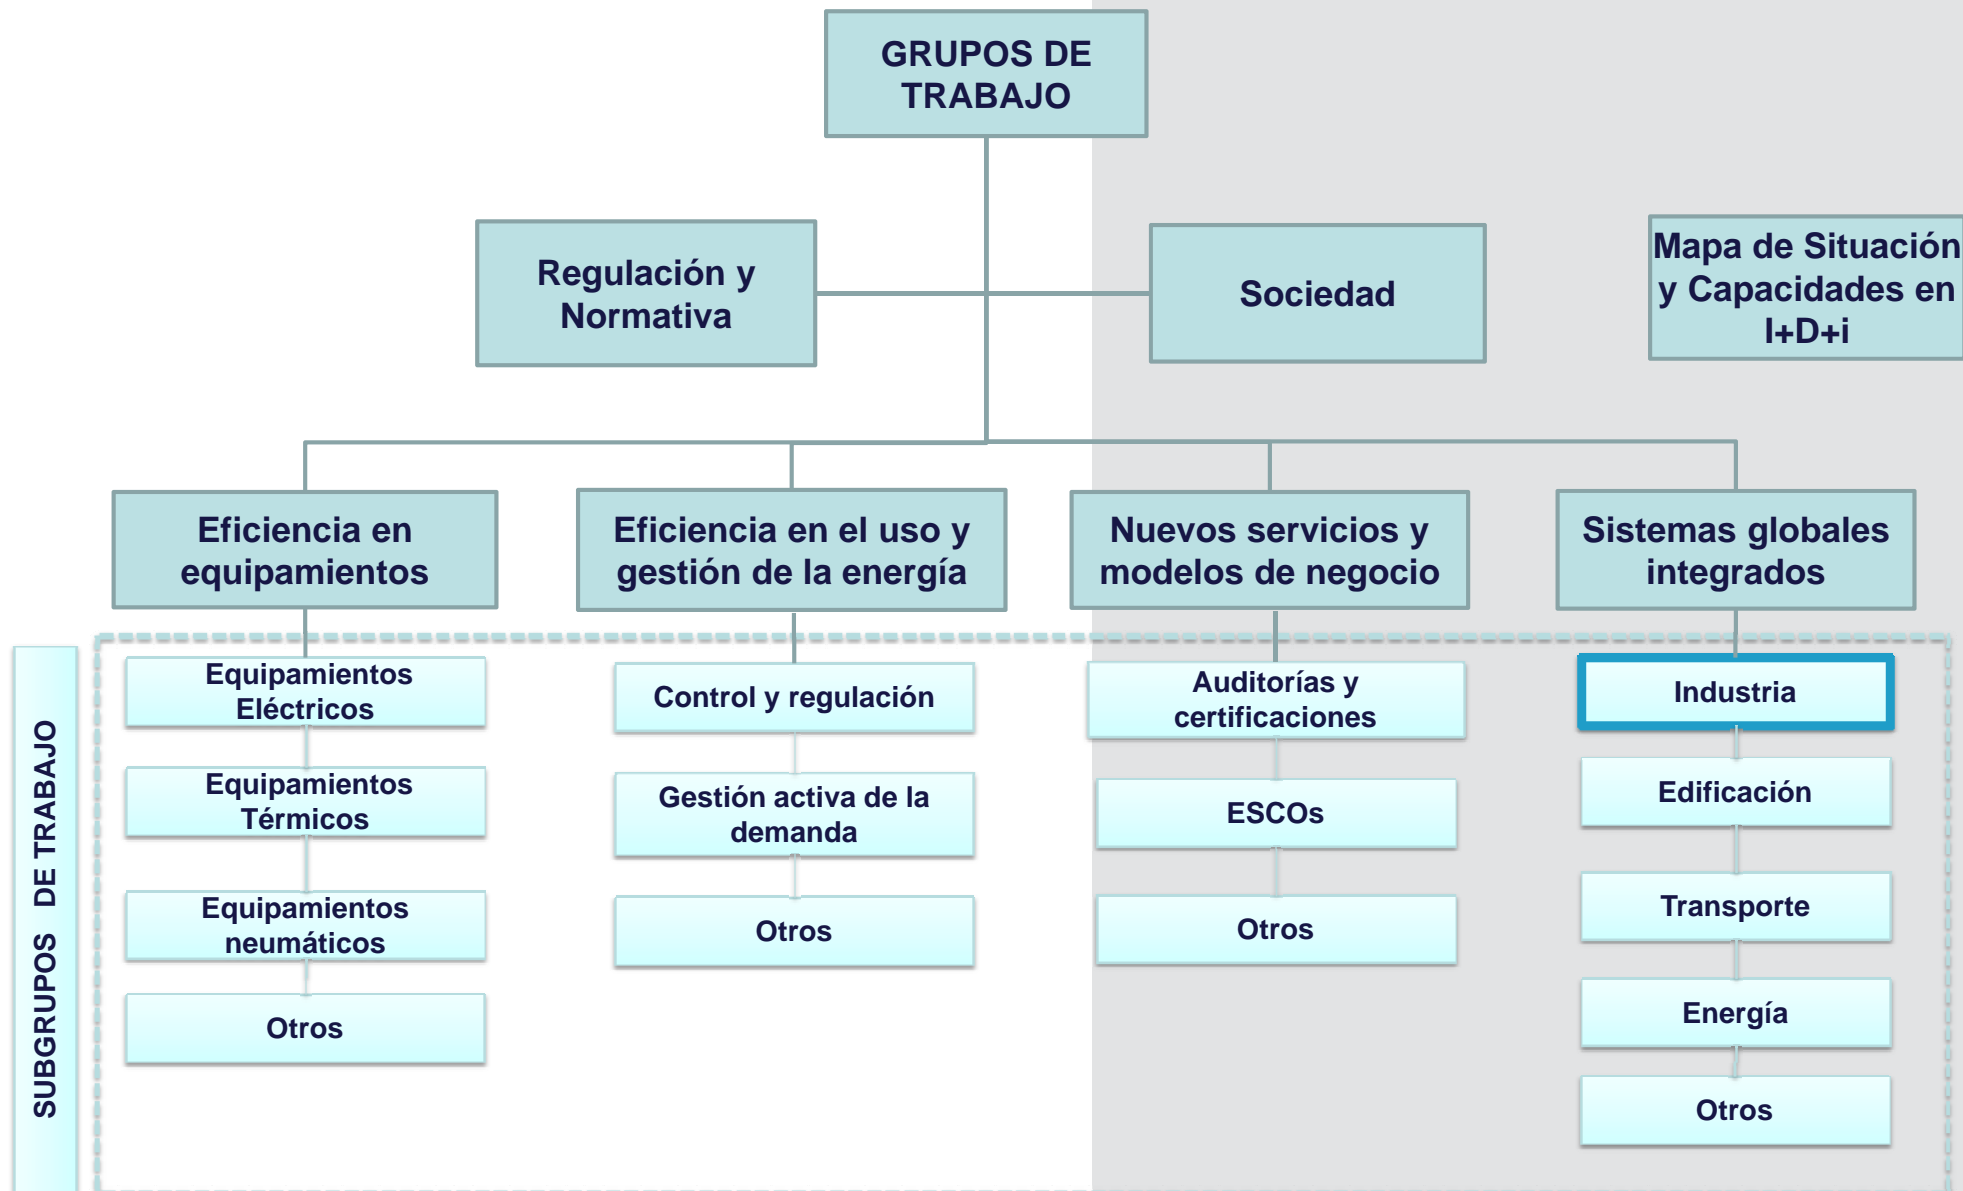 GRUPOS DE
TRABAJO
Regulación y
Normativa
Sociedad
Mapa de Situación
y Capacidades en
I+D+i
Eficiencia en
equipamientos
Eficiencia en el uso y
gestión de la energía
Nuevos servicios y
modelos de negocio
Sistemas globales
integrados
SUBGRUPOS DE TRABAJO
Equipamientos
Eléctricos
Equipamientos
Térmicos
Equipamientos
neumáticos
Otros
Control y regulación
Gestión activa de la
demanda
Otros
Auditorías y
certificaciones
ESCOs
Otros
Industria
Edificación
Transporte
Energía
Otros